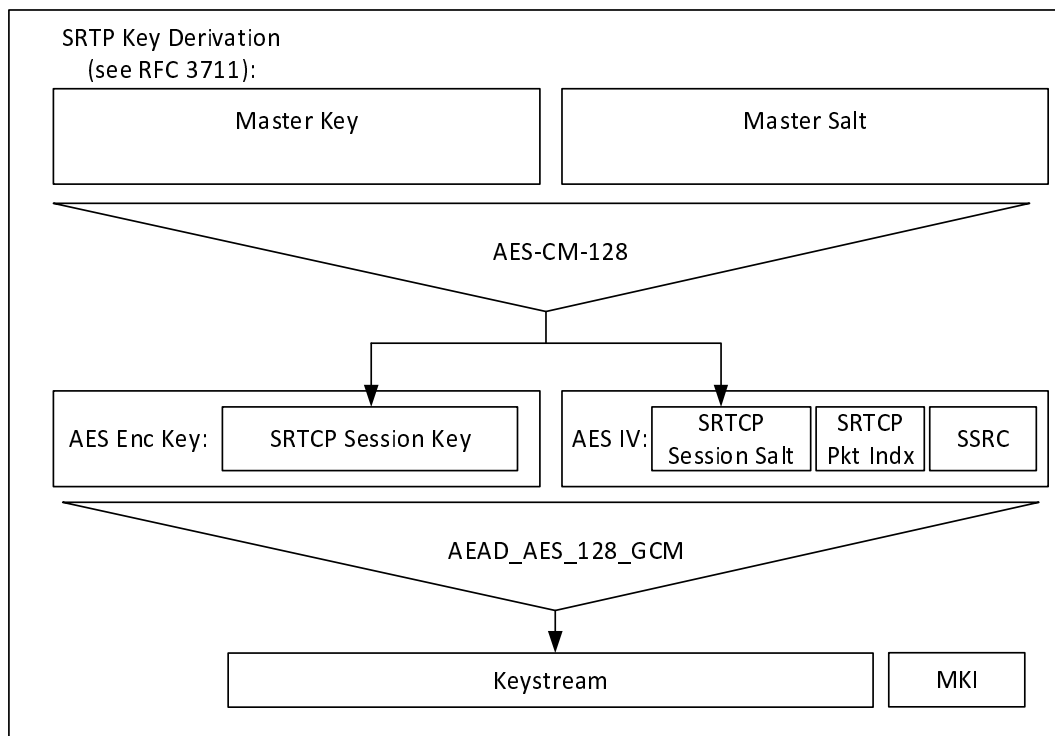 SRTP Key Derivation
(see RFC 3711):
Master Key
Master Salt
AES-CM-128
AES Enc Key:
SRTCP Session Key
AES IV:
SRTCP
Session Salt
SRTCP
Pkt Indx
SSRC
AEAD_AES_128_GCM
Keystream
MKI